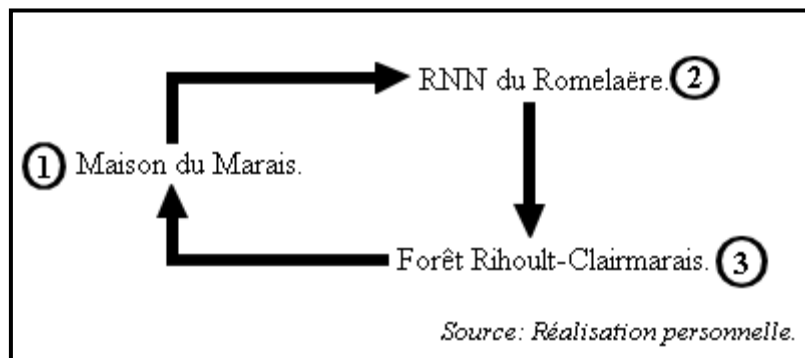 RNN du Romelaëre. 2
1 Maison du Marais.
Forêt Rihoult-Clairmarais. 3
Source: Réalisation personnelle.